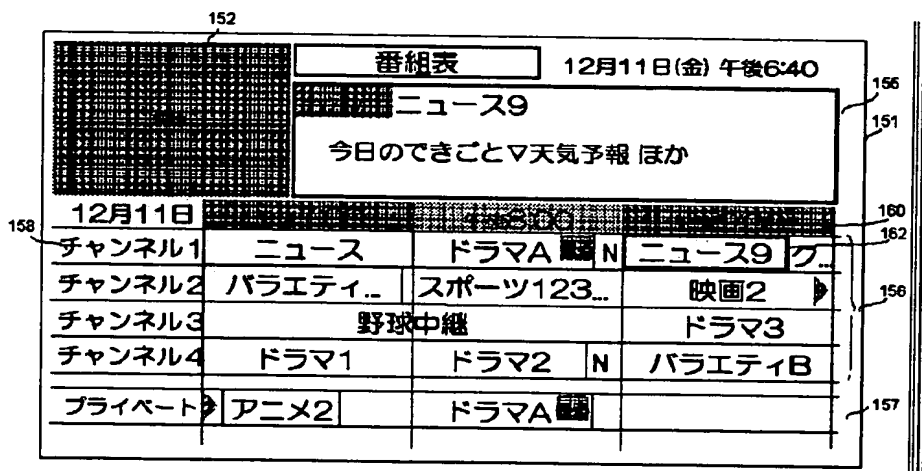 152
番組表
12月11日(金) 午後6:40
ニュース9
今日のできごと▽天気予報 ほか
156
151
12月11日
8:00
160
158
チャンネル1 ニュース ドラマA N ニュース9 グ...
162
チャンネル2 バラエティ... スポーツ123... 映画2
156
チャンネル3 野球中継 ドラマ3
チャンネル4 ドラマ1 ドラマ2 N バラエティB
プライベート アニメ2 ドラマA
157